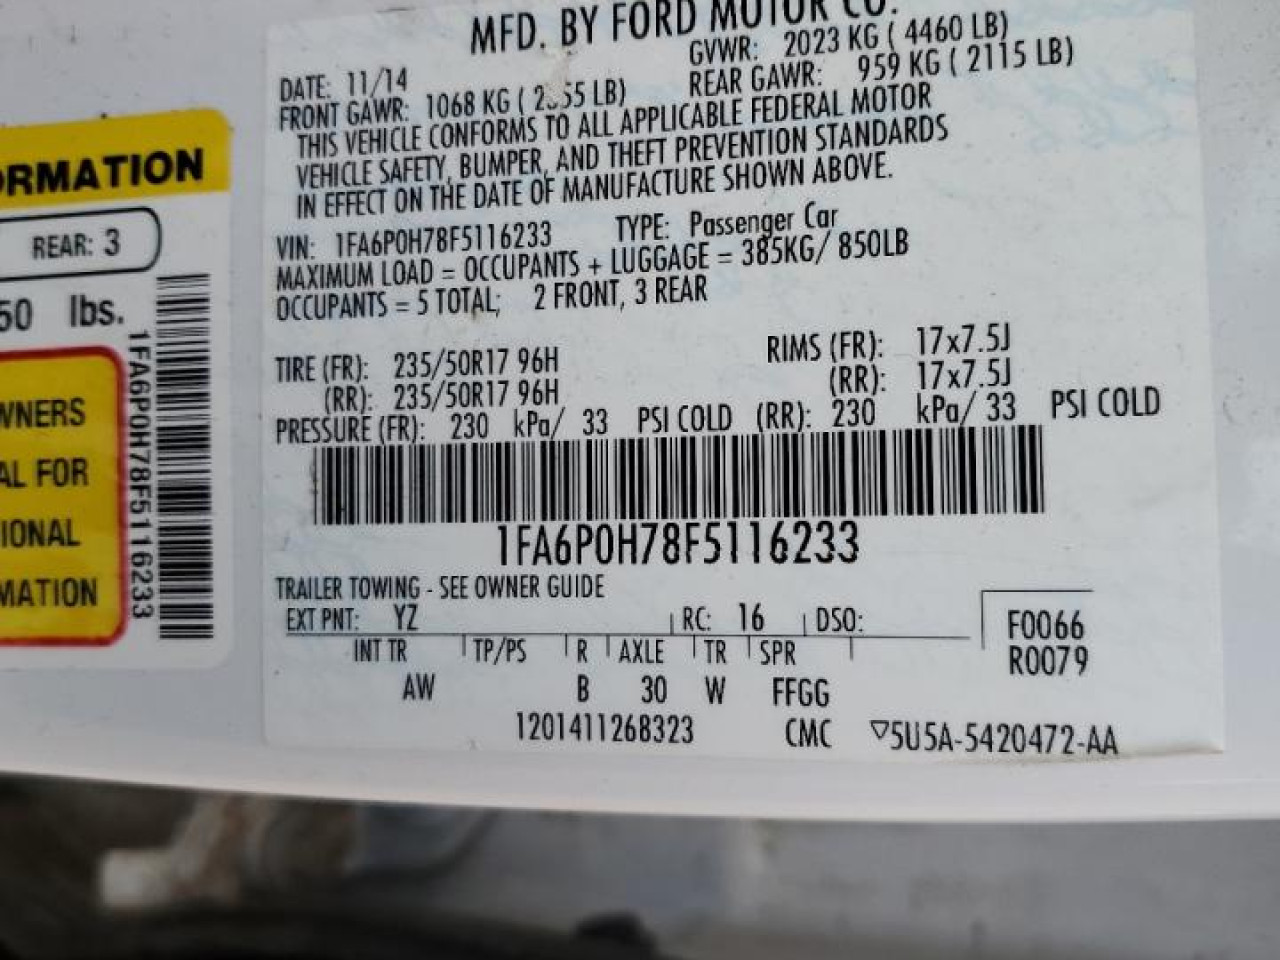 MFD. BY FORD MOTOR CO.
DATE: 11/14 GVWR: 2023 KG ( 4460 LB)
FRONT GAWR: 1068 KG ( LB) REAR GAWR: 959 KG ( 2115 LB)
THIS VEHICLE CONFORMS TO ALL APPLICABLE FEDERAL MOTOR
VEHICLE SAFETY, BUMPER, AND THEFT PREVENTION STANDARDS
IN EFFECT ON THE DATE OF MANUFACTURE SHOWN ABOVE.
VIN: 1FA6P0H78F5116233 TYPE: Passenger Car
MAXIMUM LOAD = OCCUPANTS + LUGGAGE = 385KG/ 850LB
OCCUPANTS = 5 TOTAL; 2 FRONT, 3 REAR
TIRE (FR): 235/50R17 96H RIMS (FR): 17x7.5J
(RR): 235/50R17 96H (RR): 17x7.5J
PRESSURE (FR): 230 kPa/ 33 PSI COLD (RR): 230 kPa/ 33 PSI COLD
1FA6P0H78F5116233
TRAILER TOWING - SEE OWNER GUIDE
EXT PNT: YZ RC: 16 DSO:
INT TR TP/PS R AXLE TR SPR
AW B 30 W FFGG
F0066
R0079
1201411268323 CMC ▽5U5A-5420472-AA
ORMATION
REAR: 3
50 lbs.
WNERS
AL FOR
IONAL
MATION
1FA6P0H78F5116233